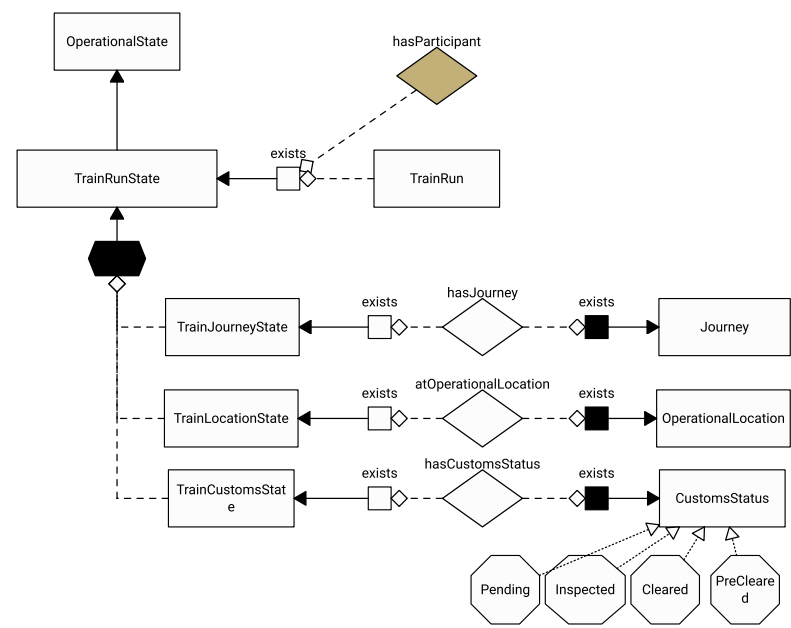 OperationalState
hasParticipant
exists
TrainRunState
TrainRun
hasJourney
exists
exists
TrainJourneyState
Journey
atOperationalLocation
exists
exists
TrainLocationState
OperationalLocation
hasCustomsStatus
exists
exists
TrainCustomsStat
e
CustomsStatus
Pending
Inspected
Cleared
PreCleare
d